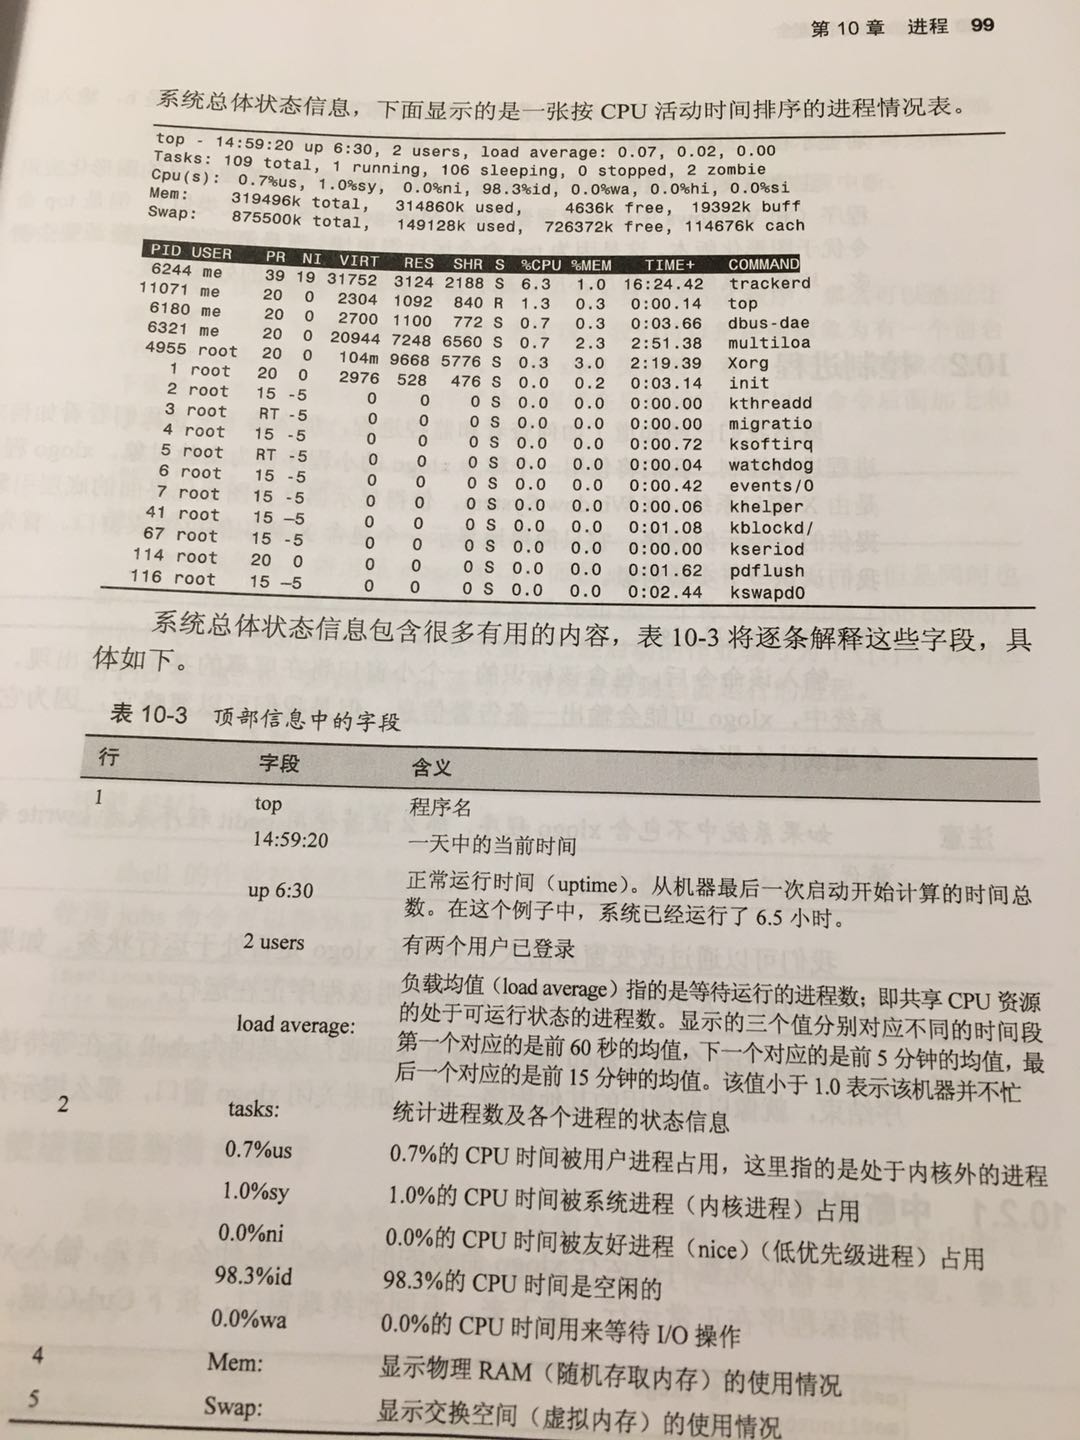 第 10 章 进程 99
系统总体状态信息，下面显示的是一张按 CPU 活动时间排序的进程情况表。
top - 14:59:20 up 6:30, 2 users, load average: 0.07, 0.02, 0.00
Tasks: 109 total, 1 running, 106 sleeping, 0 stopped, 2 zombie
Cpu(s): 0.7%us, 1.0%sy, 0.0%ni, 98.3%id, 0.0%wa, 0.0%hi, 0.0%si
Mem: 319496k total, 314860k used, 4636k free, 19392k buff
Swap: 875500k total, 149128k used, 726372k free, 114676k cach
PID USER PR NI VIRT RES SHR S %CPU %MEM TIME+ COMMAND
6244 me 39 19 31752 3124 2188 S 6.3 1.0 16:24.42 trackerd
11071 me 20 0 2304 1092 840 R 1.3 0.3 0:00.14 top
6180 me 20 0 2700 1100 772 S 0.7 0.3 0:03.66 dbus-dae
6321 me 20 0 20944 7248 6560 S 0.7 2.3 2:51.38 multiloa
4955 root 20 0 104m 9668 5776 S 0.3 3.0 2:19.39 Xorg
1 root 20 0 2976 528 476 S 0.0 0.2 0:03.14 init
2 root 15 -5 0 0 0 S 0.0 0.0 0:00.00 kthreadd
3 root RT -5 0 0 0 S 0.0 0.0 0:00.00 migratio
4 root 15 -5 0 0 0 S 0.0 0.0 0:00.72 ksoftirq
5 root RT -5 0 0 0 S 0.0 0.0 0:00.04 watchdog
6 root 15 -5 0 0 0 S 0.0 0.0 0:00.42 events/0
7 root 15 -5 0 0 0 S 0.0 0.0 0:00.06 khelper
41 root 15 –5 0 0 0 S 0.0 0.0 0:01.08 kblockd/
67 root 15 -5 0 0 0 S 0.0 0.0 0:00.00 kseriod
114 root 20 0 0 0 0 S 0.0 0.0 0:01.62 pdflush
116 root 15 –5 0 0 0 S 0.0 0.0 0:02.44 kswapd0
系统总体状态信息包含很多有用的内容，表 10-3 将逐条解释这些字段，具
体如下。
表 10-3 顶部信息中的字段
行 字段 含义
1 top 程序名
14:59:20 一天中的当前时间
up 6:30 正常运行时间（uptime）。从机器最后一次启动开始计算的时间总
数。在这个例子中，系统已经运行了 6.5 小时。
2 users 有两个用户已登录
load average: 负载均值（load average）指的是等待运行的进程数；即共享 CPU 资源
的处于可运行状态的进程数。显示的三个值分别对应不同的时间段
第一个对应的是前 60 秒的均值，下一个对应的是前 5 分钟的均值，最
后一个对应的是前 15 分钟的均值。该值小于 1.0 表示该机器并不忙
2 tasks: 统计进程数及各个进程的状态信息
0.7%us 0.7%的 CPU 时间被用户进程占用，这里指的是处于内核外的进程
1.0%sy 1.0%的 CPU 时间被系统进程（内核进程）占用
0.0%ni 0.0%的 CPU 时间被友好进程（nice）（低优先级进程）占用
98.3%id 98.3%的 CPU 时间是空闲的
0.0%wa 0.0%的 CPU 时间用来等待 I/O 操作
4 Mem: 显示物理 RAM（随机存取内存）的使用情况
5 Swap: 显示交换空间（虚拟内存）的使用情况